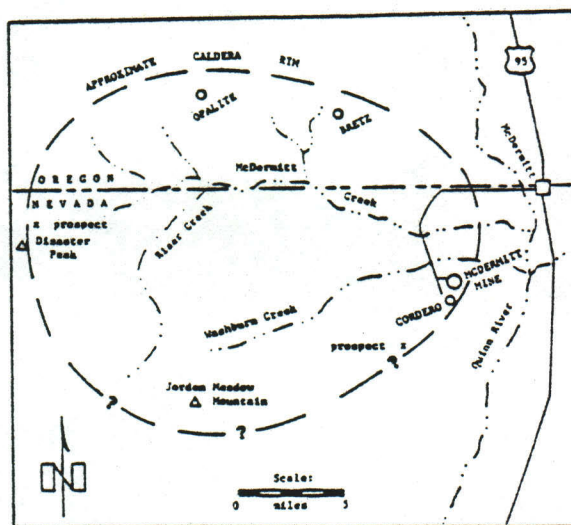 APPROXIMATE CALDERA RIM
95
OPALITE
BRETZ
McDermitt
McDermitt
OREGON
NEVADA
Creek
x prospect
Disaster
Peak
Riser Creek
MCDERMITT
MINE
CORDERO
Washburn Creek
prospect x
Quinn River
?
Jordan Meadow
Mountain
?
?
N
Scale:
0 miles 5